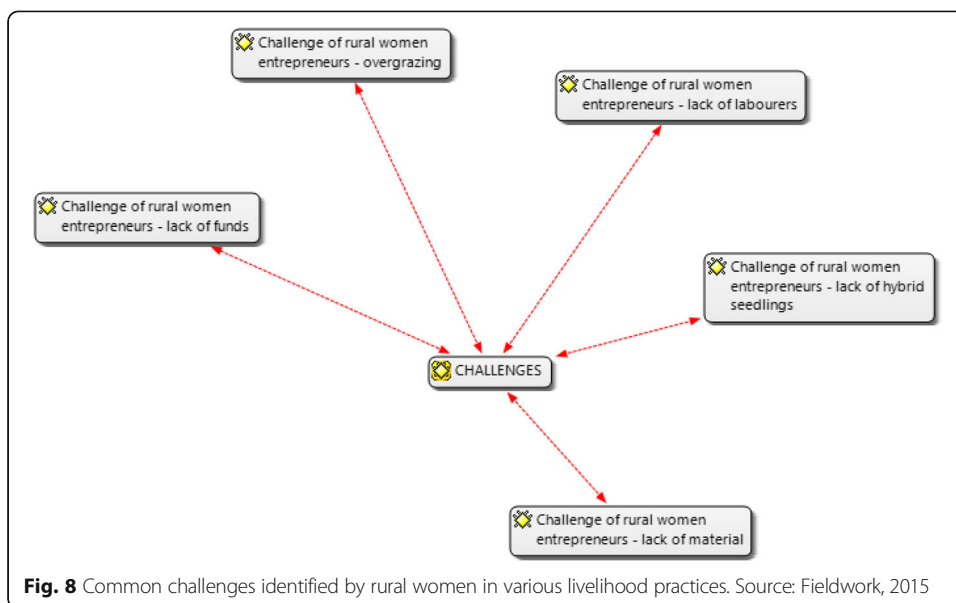 Challenge of rural women
entrepreneurs - overgrazing
Challenge of rural women
entrepreneurs - lack of labourers
Challenge of rural women
entrepreneurs - lack of funds
Challenge of rural women
entrepreneurs - lack of hybrid
seedlings
CHALLENGES
Challenge of rural women
entrepreneurs - lack of material
Fig. 8 Common challenges identified by rural women in various livelihood practices. Source: Fieldwork, 2015